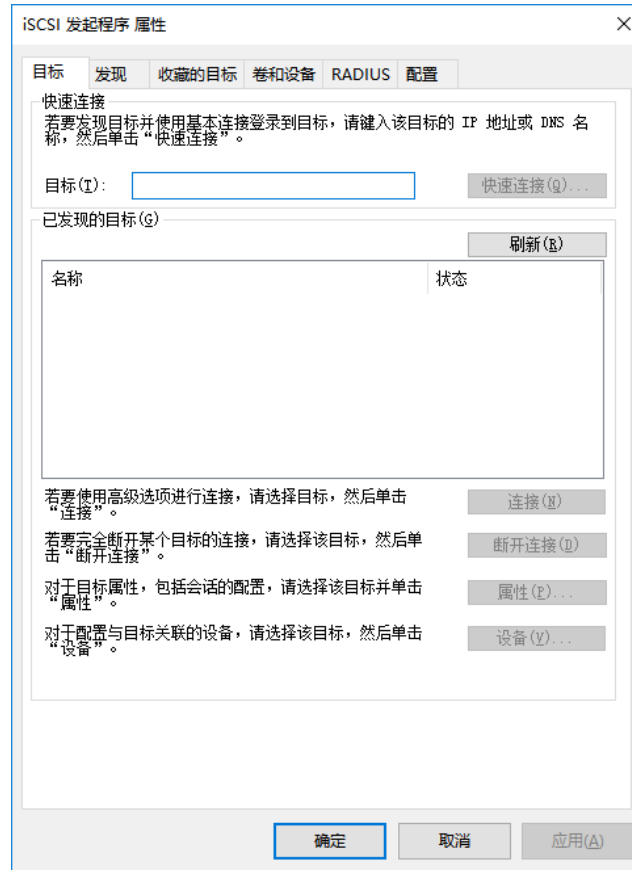 iSCSI 发起程序 属性
目标 发现 收藏的目标 卷和设备 RADIUS 配置
快速连接
若要发现目标并使用基本连接登录到目标，请键入该目标的 IP 地址或 DNS 名
称，然后单击“快速连接”。
目标(T):
快速连接(Q)...
已发现的目标(G)
刷新(R)
名称 状态
若要使用高级选项进行连接，请选择目标，然后单击
“连接”。
连接(N)
若要完全断开某个目标的连接，请选择该目标，然后单
击“断开连接”。
断开连接(D)
对于目标属性，包括会话的配置，请选择该目标并单击
“属性”。
属性(P)...
对于配置与目标关联的设备，请选择该目标，然后单击
“设备”。
设备(V)...
确定 取消 应用(A)